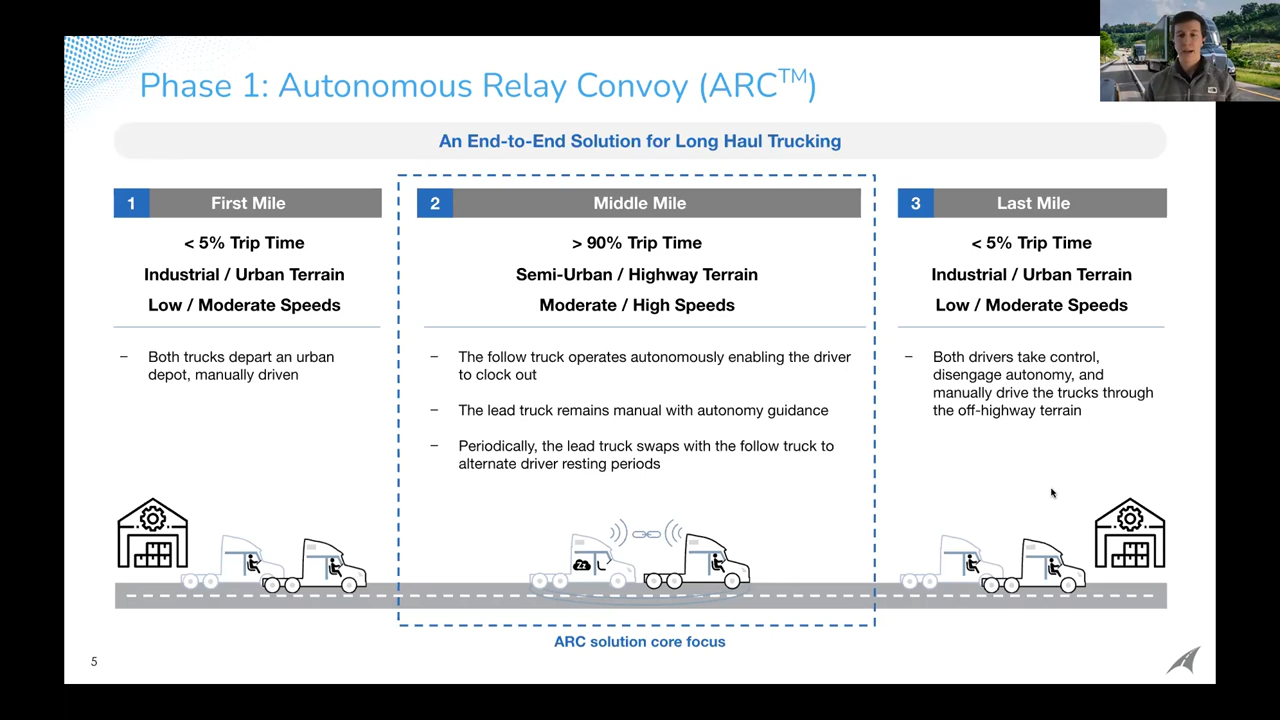 Phase 1: Autonomous Relay Convoy (ARC™)
An End-to-End Solution for Long Haul Trucking
1 First Mile
< 5% Trip Time
Industrial / Urban Terrain
Low / Moderate Speeds
– Both trucks depart an urban
depot, manually driven
2 Middle Mile
> 90% Trip Time
Semi-Urban / Highway Terrain
Moderate / High Speeds
– The follow truck operates autonomously enabling the driver
to clock out
– The lead truck remains manual with autonomy guidance
– Periodically, the lead truck swaps with the follow truck to
alternate driver resting periods
Zz
ARC solution core focus
3 Last Mile
< 5% Trip Time
Industrial / Urban Terrain
Low / Moderate Speeds
– Both drivers take control,
disengage autonomy, and
manually drive the trucks through
the off-highway terrain
5